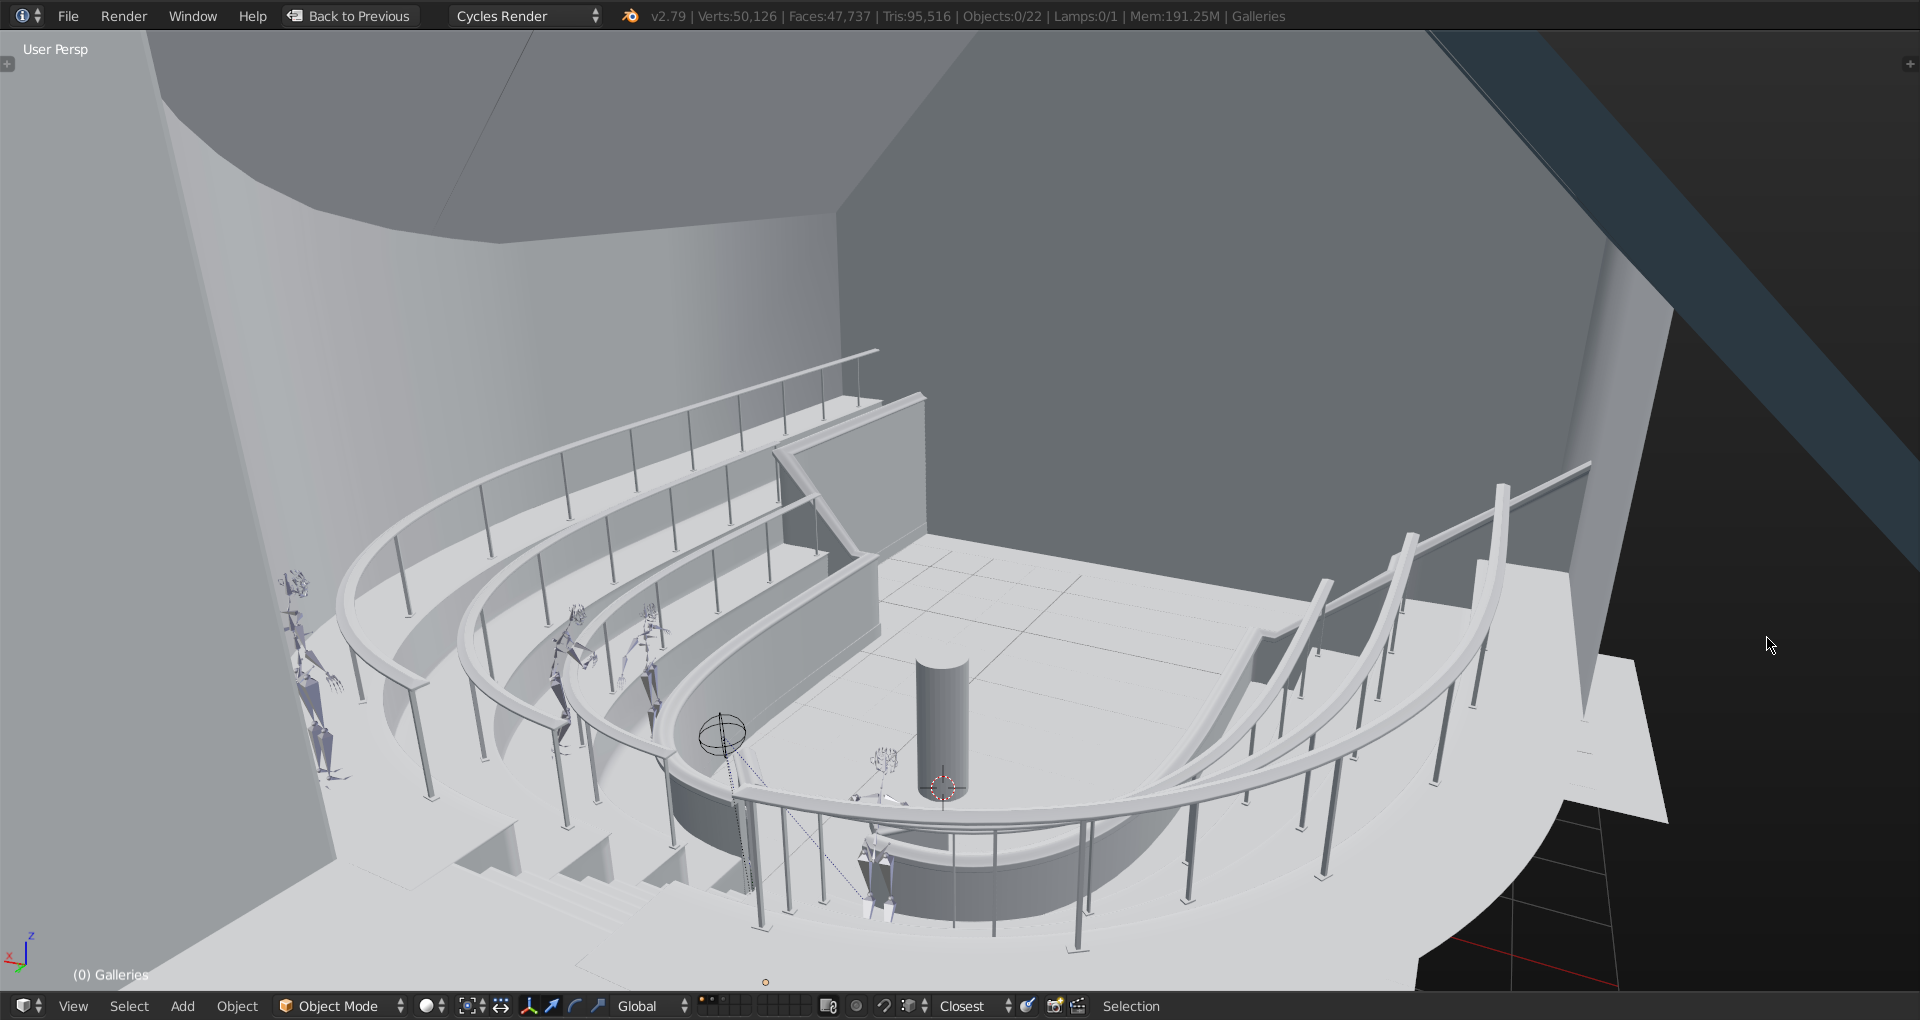 File Render Window Help Back to Previous Cycles Render v2.79 | Verts:50,126 | Faces:47,737 | Tris:95,516 | Objects:0/22 | Lamps:0/1 | Mem:191.25M | Galleries
User Persp
Z
X
(0) Galleries
View Select Add Object Object Mode Global Closest Selection